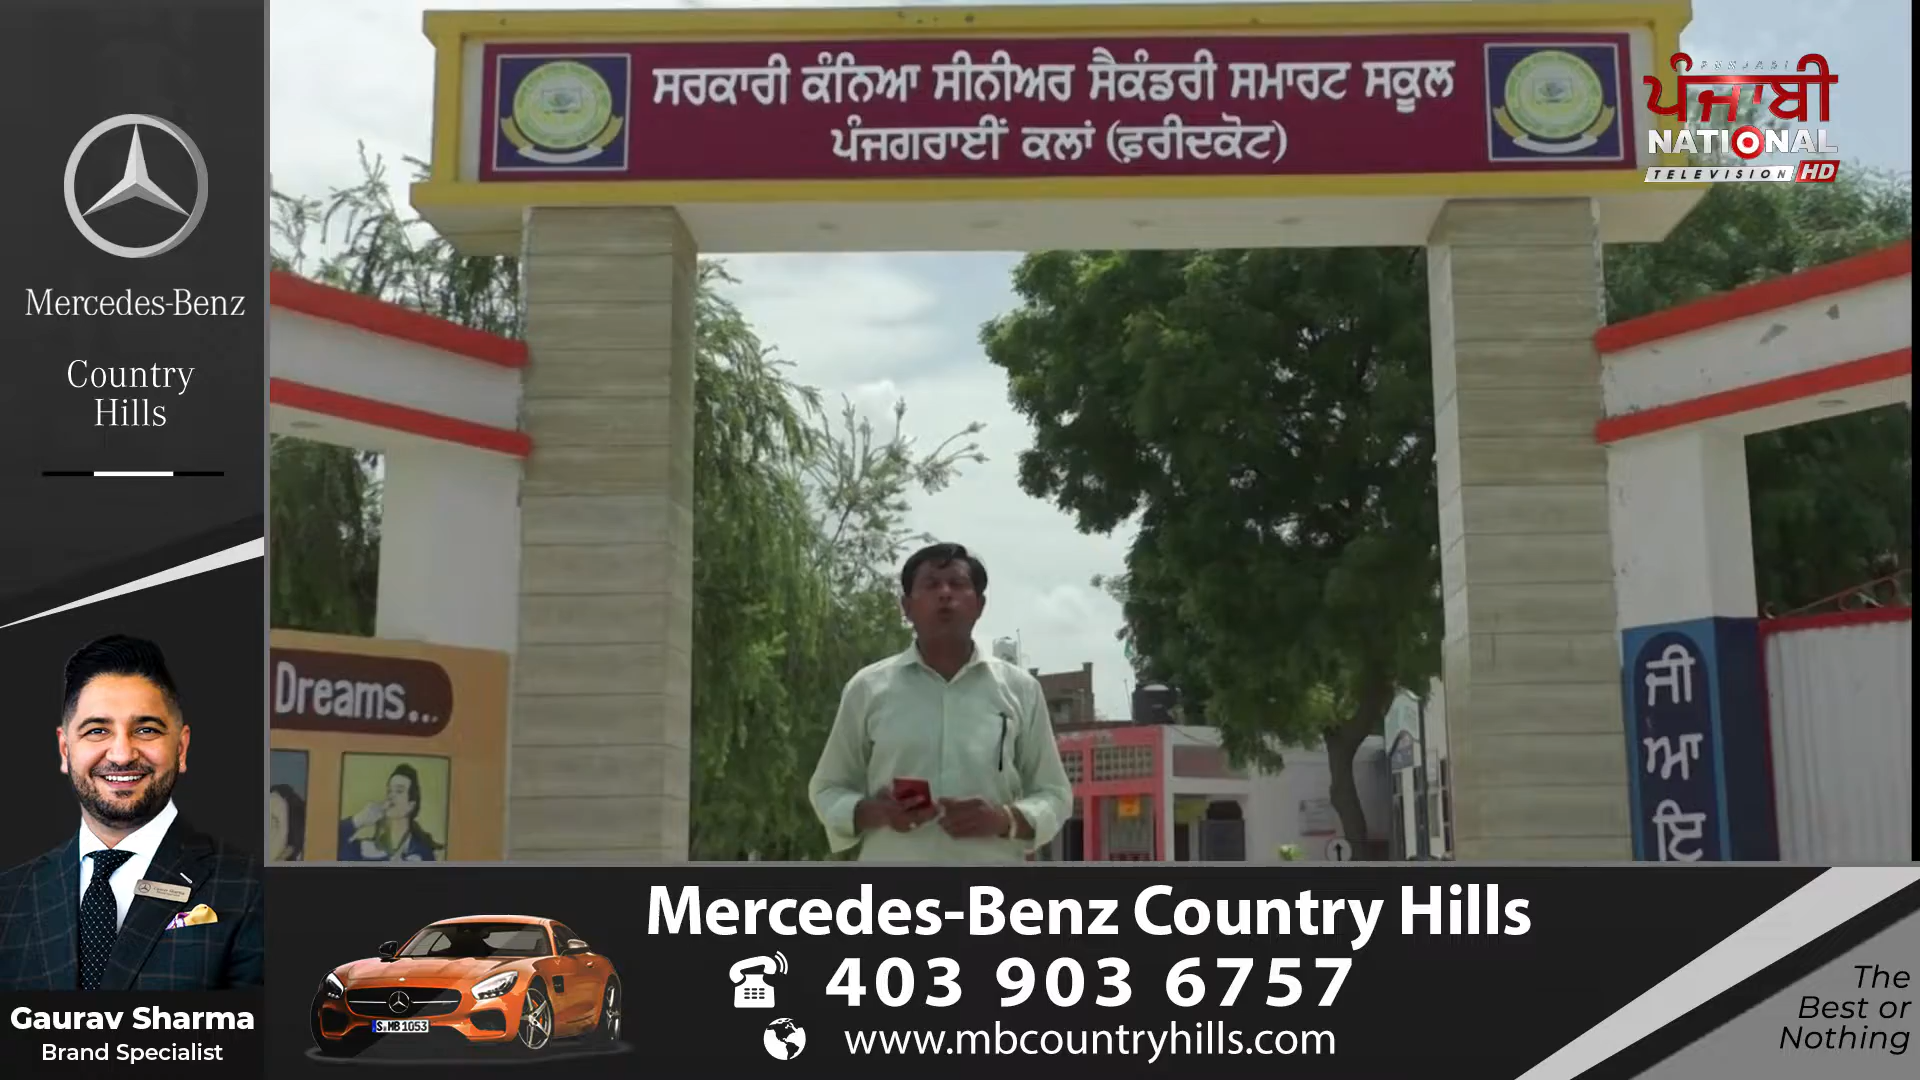 Mercedes-Benz
Country
Hills
ਸਰਕਾਰੀ ਕੰਨਿਆ ਸੀਨੀਅਰ ਸੈਕੰਡਰੀ ਸਮਾਰਟ ਸਕੂਲ
ਪੰਜਗਰਾਈਂ ਕਲਾਂ (ਫ਼ਰੀਦਕੋਟ)
PUNJABI
ਪੰਜਾਬੀ
NATIONAL
TELEVISION HD
Dreams...
ਜੀ
ਆ
ਇ
Gaurav Sharma
Brand Specialist
S.MB 1053
Mercedes-Benz Country Hills
403 903 6757
www.mbcountryhills.com
The
Best or
Nothing